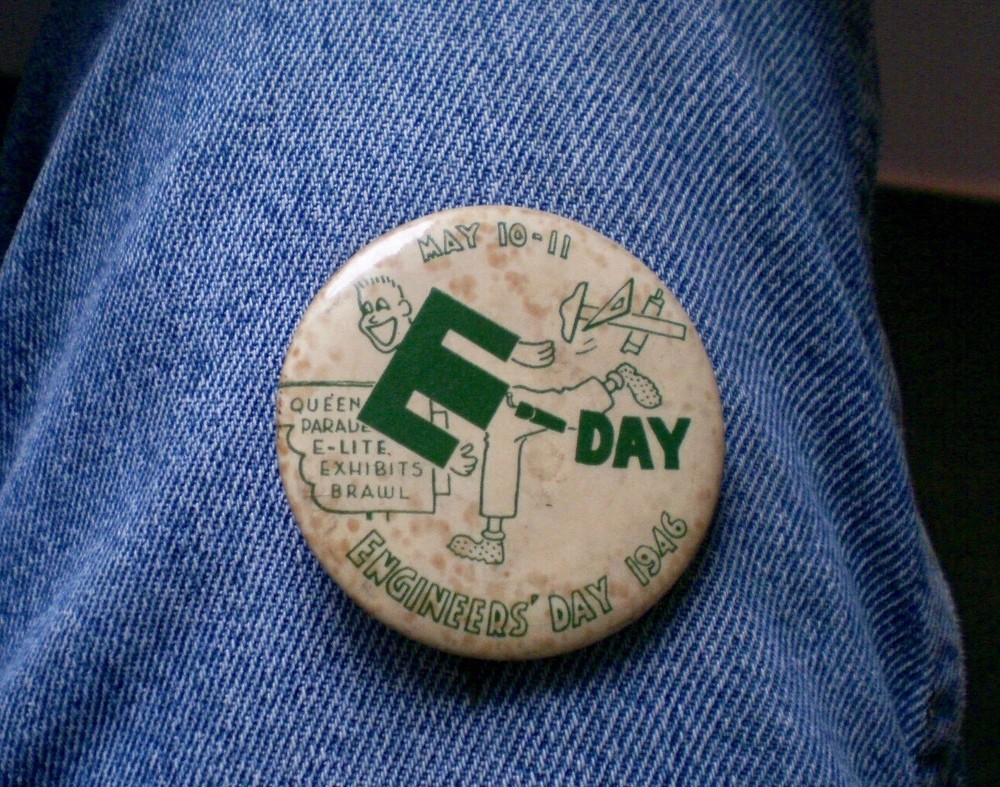 MAY 10-11
E-DAY
QUEEN
PARADE
E-LITE.
EXHIBITS
BRAWL
ENGINEERS' DAY 1946